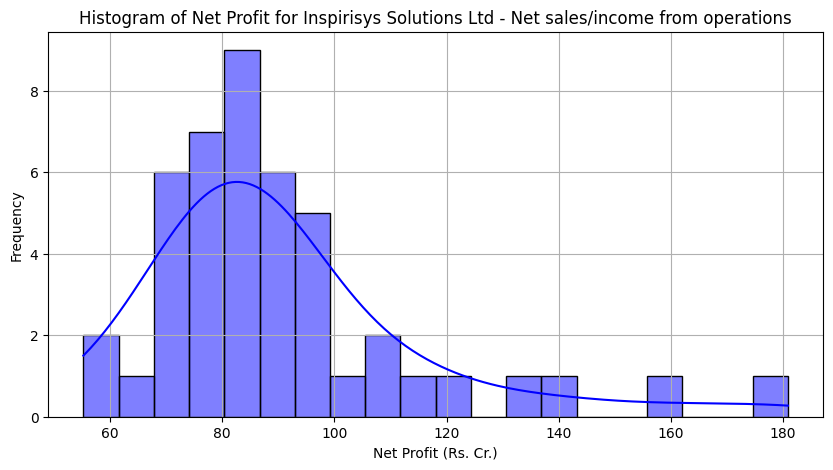 Histogram of Net Profit for Inspirisys Solutions Ltd - Net sales/income from operations
8
6
4
2
0
Frequency
60 80 100 120 140 160 180
Net Profit (Rs. Cr.)